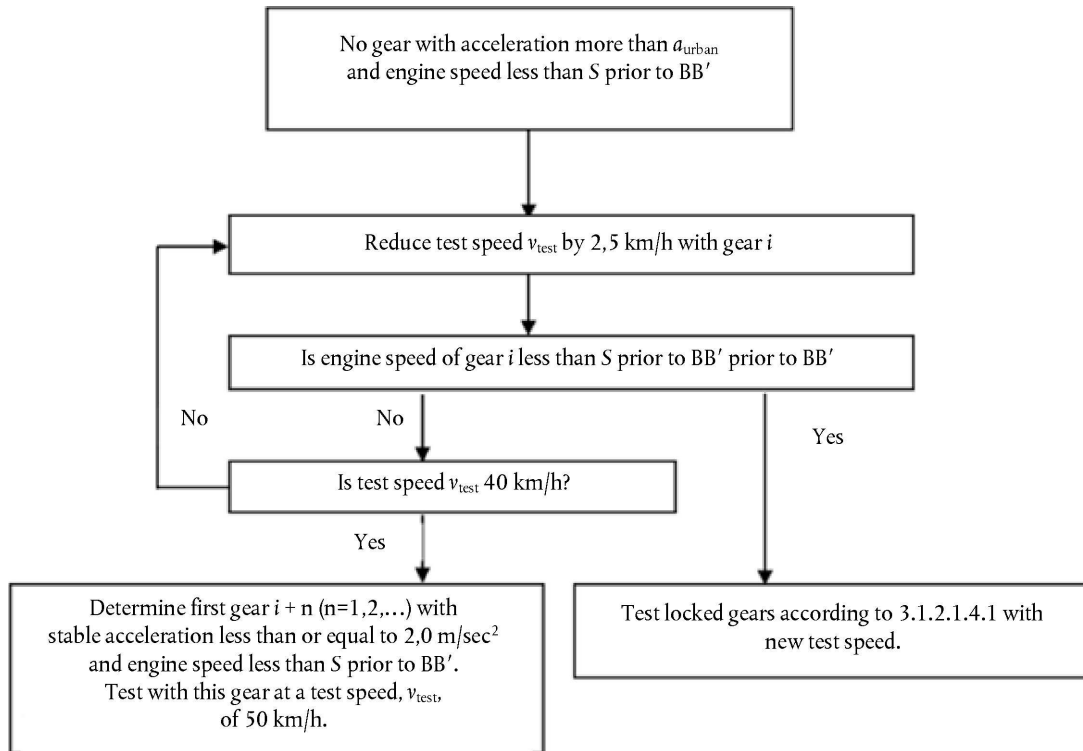 No gear with acceleration more than aurban
and engine speed less than S prior to BB′
Reduce test speed vtest by 2,5 km/h with gear i
Is engine speed of gear i less than S prior to BB′ prior to BB′
No
No
Yes
Is test speed vtest 40 km/h?
Yes
Determine first gear i + n (n=1,2,…) with
stable acceleration less than or equal to 2,0 m/sec²
and engine speed less than S prior to BB′.
Test with this gear at a test speed, vtest,
of 50 km/h.
Test locked gears according to 3.1.2.1.4.1 with
new test speed.